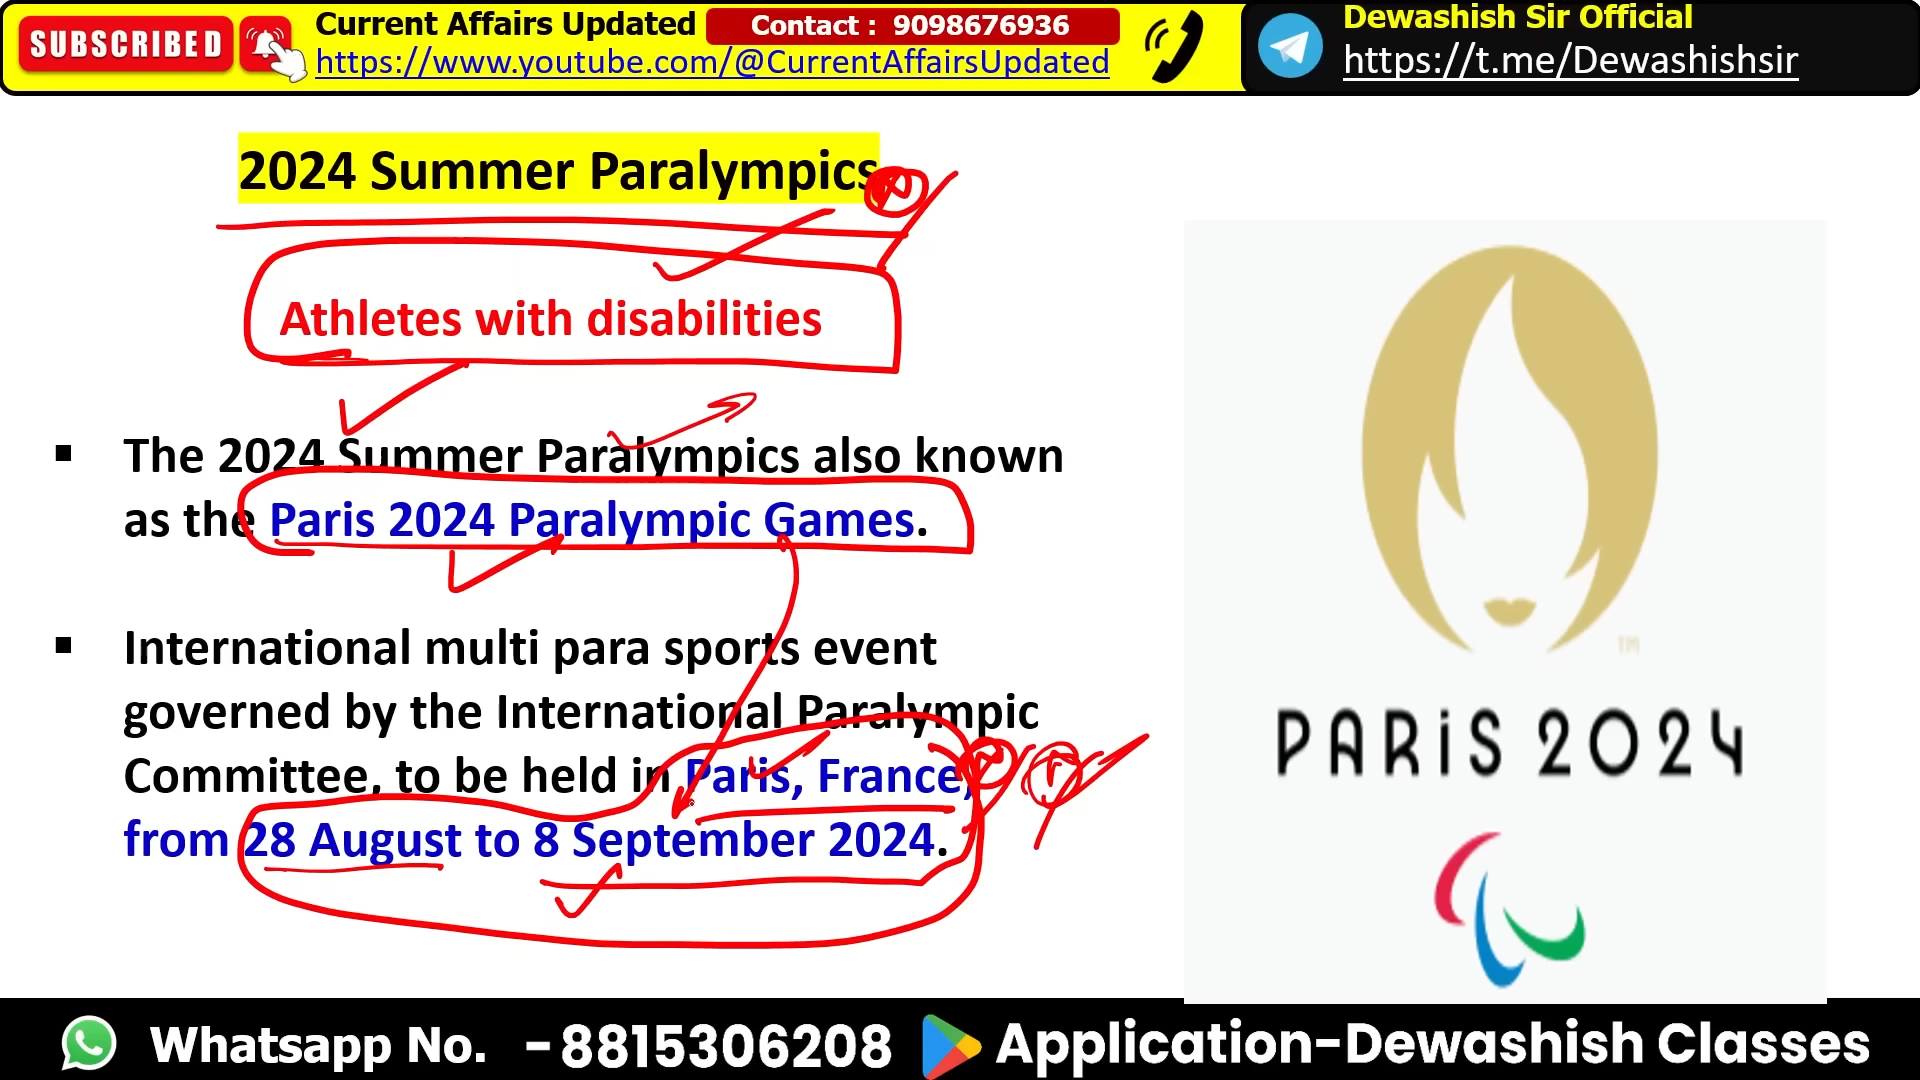 SUBSCRIBED
Current Affairs Updated
Contact : 9098676936
https://www.youtube.com/@CurrentAffairsUpdated
Dewashish Sir Official
https://t.me/Dewashishsir
2024 Summer Paralympics
Athletes with disabilities
▪ The 2024 Summer Paralympics also known
as the Paris 2024 Paralympic Games.
▪ International multi para sports event
governed by the International Paralympic
Committee, to be held in Paris, France,
from 28 August to 8 September 2024.
TM
PARIS 2024
Whatsapp No. -8815306208
Application-Dewashish Classes